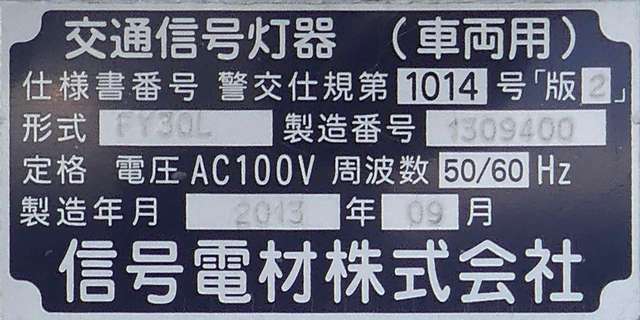 交通信号灯器（車両用）
仕様書番号 警交仕規第 1014 号「版 2」
形式 FY30L 製造番号 1309400
定格 電圧 AC100V 周波数 50/60 Hz
製造年月 2013 年 09 月
信号電材株式会社